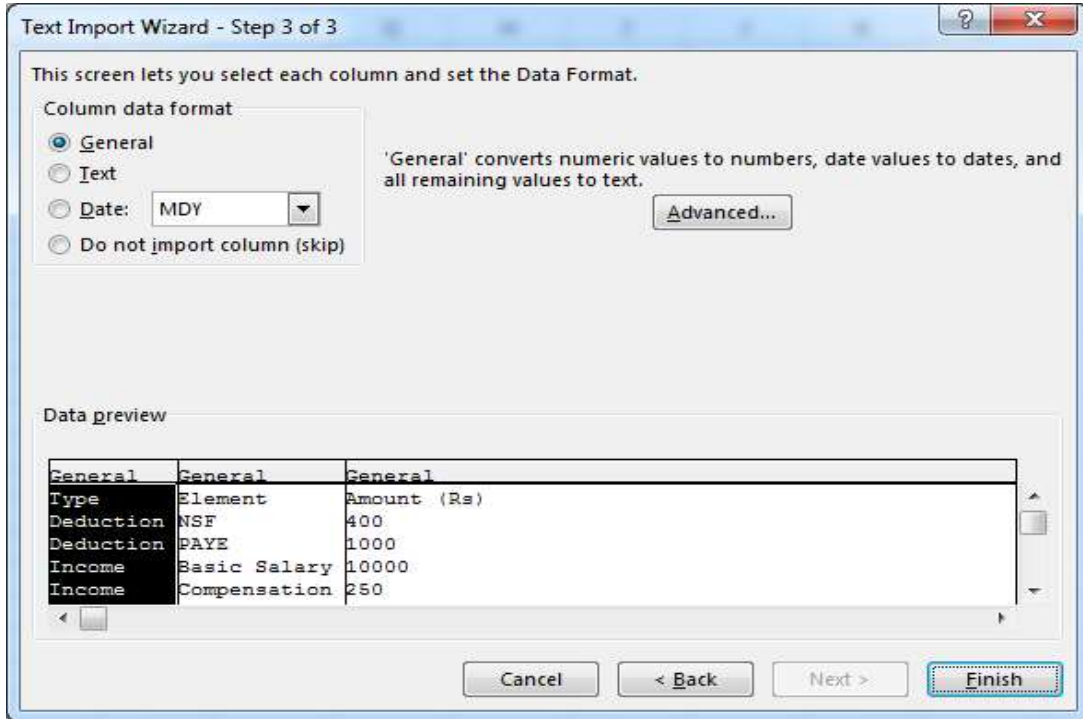 Text Import Wizard - Step 3 of 3
?
This screen lets you select each column and set the Data Format.
Column data format
General
Text
Date: MDY
Do not import column (skip)
'General' converts numeric values to numbers, date values to dates, and
all remaining values to text.
Advanced...
Data preview
General General General
Type Element Amount (Rs)
Deduction NSF 400
Deduction PAYE 1000
Income Basic Salary 10000
Income Compensation 250
Cancel < Back Next > Finish